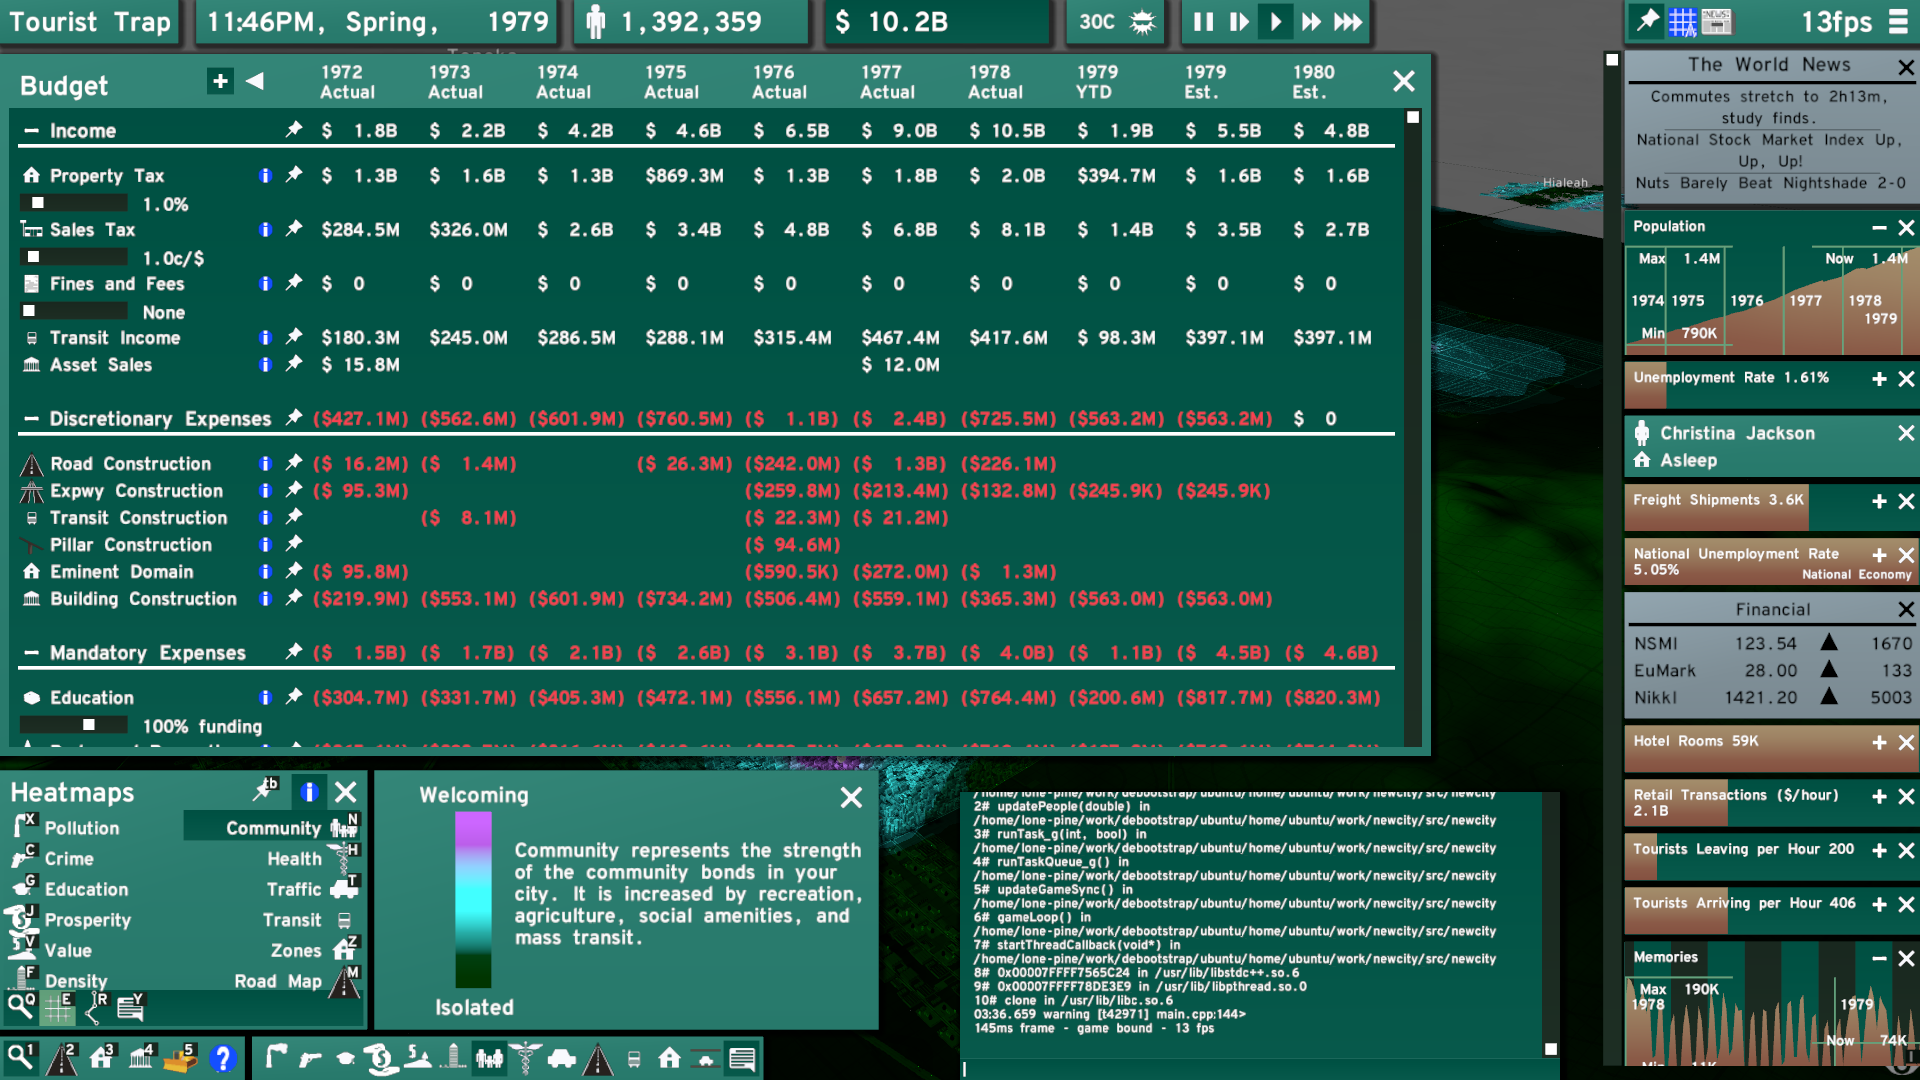 Tourist Trap
11:46PM, Spring, 1979
1,392,359
$ 10.2B
30C
13fps
Budget
1972 Actual 1973 Actual 1974 Actual 1975 Actual 1976 Actual 1977 Actual 1978 Actual 1979 YTD 1979 Est. 1980 Est.
Income $ 1.8B $ 2.2B $ 4.2B $ 4.6B $ 6.5B $ 9.0B $ 10.5B $ 1.9B $ 5.5B $ 4.8B
Property Tax $ 1.3B $ 1.6B $ 1.3B $869.3M $ 1.3B $ 1.8B $ 2.0B $394.7M $ 1.6B $ 1.6B
1.0%
Sales Tax $284.5M $326.0M $ 2.6B $ 3.4B $ 4.8B $ 6.8B $ 8.1B $ 1.4B $ 3.5B $ 2.7B
1.0c/$
Fines and Fees $ 0 $ 0 $ 0 $ 0 $ 0 $ 0 $ 0 $ 0 $ 0 $ 0
None
Transit Income $180.3M $245.0M $286.5M $288.1M $315.4M $467.4M $417.6M $ 98.3M $397.1M $397.1M
Asset Sales $ 15.8M $ 12.0M
Discretionary Expenses ($427.1M) ($562.6M) ($601.9M) ($760.5M) ($ 1.1B) ($ 2.4B) ($725.5M) ($563.2M) ($563.2M) $ 0
Road Construction ($ 16.2M) ($ 1.4M) ($ 26.3M) ($242.0M) ($ 1.3B) ($226.1M)
Expwy Construction ($ 95.3M) ($259.8M) ($213.4M) ($132.8M) ($245.9K) ($245.9K)
Transit Construction ($ 8.1M) ($ 22.3M) ($ 21.2M)
Pillar Construction ($ 94.6M)
Eminent Domain ($ 95.8M) ($590.5K) ($272.0M) ($ 1.3M)
Building Construction ($219.9M) ($553.1M) ($601.9M) ($734.2M) ($506.4M) ($559.1M) ($365.3M) ($563.0M) ($563.0M)
Mandatory Expenses ($ 1.5B) ($ 1.7B) ($ 2.1B) ($ 2.6B) ($ 3.1B) ($ 3.7B) ($ 4.0B) ($ 1.1B) ($ 4.5B) ($ 4.6B)
Education ($304.7M) ($331.7M) ($405.3M) ($472.1M) ($556.1M) ($657.2M) ($764.4M) ($200.6M) ($817.7M) ($820.3M)
100% funding
Hialeah
The World News
Commutes stretch to 2h13m,
study finds.
National Stock Market Index Up,
Up, Up!
Nuts Barely Beat Nightshade 2-0
Population
Max 1.4M Now 1.4M
1974 1975 1976 1977 1978
1979
Min 790K
Unemployment Rate 1.61%
Christina Jackson
Asleep
Freight Shipments 3.6K
National Unemployment Rate
5.05%
National Economy
Financial
NSMI 123.54 ▲ 1670
EuMark 28.00 ▲ 133
Nikkl 1421.20 ▲ 5003
Hotel Rooms 59K
Retail Transactions ($/hour)
2.1B
Tourists Leaving per Hour 200
Tourists Arriving per Hour 406
Memories
Max 190K
1978 1979
Now 74K
Heatmaps
tb
X Pollution Community N
C Crime Health H
G Education Traffic T
J Prosperity Transit
V Value Zones Z
F Density Road Map M
Q E R Y
Welcoming
Community represents the strength
of the community bonds in your
city. It is increased by recreation,
agriculture, social amenities, and
mass transit.
Isolated
/home/lone-pine/work/debootstrap/ubuntu/home/ubuntu/work/newcity/src/newcity
2# updatePeople(double) in
/home/lone-pine/work/debootstrap/ubuntu/home/ubuntu/work/newcity/src/newcity
3# runTask_g(int, bool) in
/home/lone-pine/work/debootstrap/ubuntu/home/ubuntu/work/newcity/src/newcity
4# runTaskQueue_g() in
/home/lone-pine/work/debootstrap/ubuntu/home/ubuntu/work/newcity/src/newcity
5# updateGameSync() in
/home/lone-pine/work/debootstrap/ubuntu/home/ubuntu/work/newcity/src/newcity
6# gameLoop() in
/home/lone-pine/work/debootstrap/ubuntu/home/ubuntu/work/newcity/src/newcity
7# startThreadCallback(void*) in
/home/lone-pine/work/debootstrap/ubuntu/home/ubuntu/work/newcity/src/newcity
8# 0x00007FFFF7565C24 in /usr/lib/libstdc++.so.6
9# 0x00007FFFF78DE3E9 in /usr/lib/libpthread.so.0
10# clone in /usr/lib/libc.so.6
03:36.659 warning [t42971] main.cpp:144>
145ms frame - game bound - 13 fps
1 2 3 4 5 ?